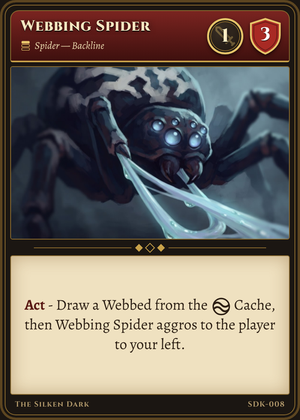 Webbing Spider
Spider — Backline
1
3
Act - Draw a Webbed from the Cache,
then Webbing Spider aggros to the player
to your left.
The Silken Dark
SDK-008